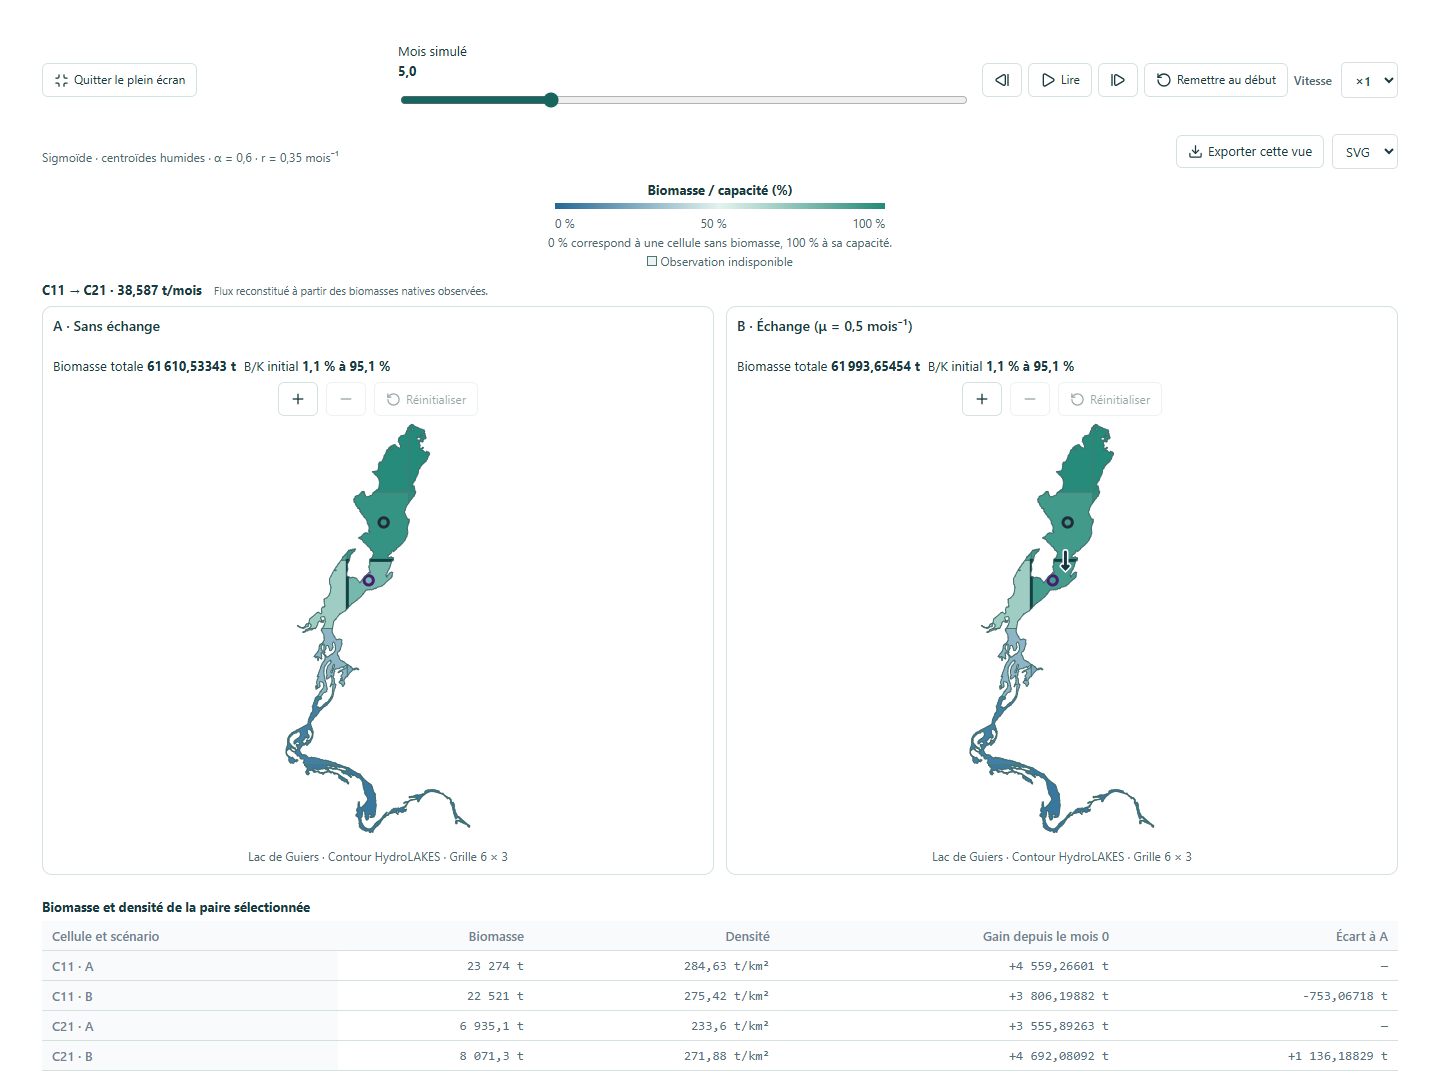 Mois simulé
5,0
Quitter le plein écran
Lire
Remettre au début
Vitesse
×1
Sigmoïde · centroïdes humides · α = 0,6 · r = 0,35 mois⁻¹
Exporter cette vue
SVG
Biomasse / capacité (%)
0 % 50 % 100 %
0 % correspond à une cellule sans biomasse, 100 % à sa capacité.
Observation indisponible
C11 → C21 · 38,587 t/mois Flux reconstitué à partir des biomasses natives observées.
A · Sans échange
Biomasse totale 61 610,53343 t B/K initial 1,1 % à 95,1 %
+ − Réinitialiser
Lac de Guiers · Contour HydroLAKES · Grille 6 × 3
B · Échange (µ = 0,5 mois⁻¹)
Biomasse totale 61 993,65454 t B/K initial 1,1 % à 95,1 %
+ − Réinitialiser
Lac de Guiers · Contour HydroLAKES · Grille 6 × 3
Biomasse et densité de la paire sélectionnée
Cellule et scénario Biomasse Densité Gain depuis le mois 0 Écart à A
C11 · A 23 274 t 284,63 t/km² +4 559,26601 t —
C11 · B 22 521 t 275,42 t/km² +3 806,19882 t -753,06718 t
C21 · A 6 935,1 t 233,6 t/km² +3 555,89263 t —
C21 · B 8 071,3 t 271,88 t/km² +4 692,08092 t +1 136,18829 t